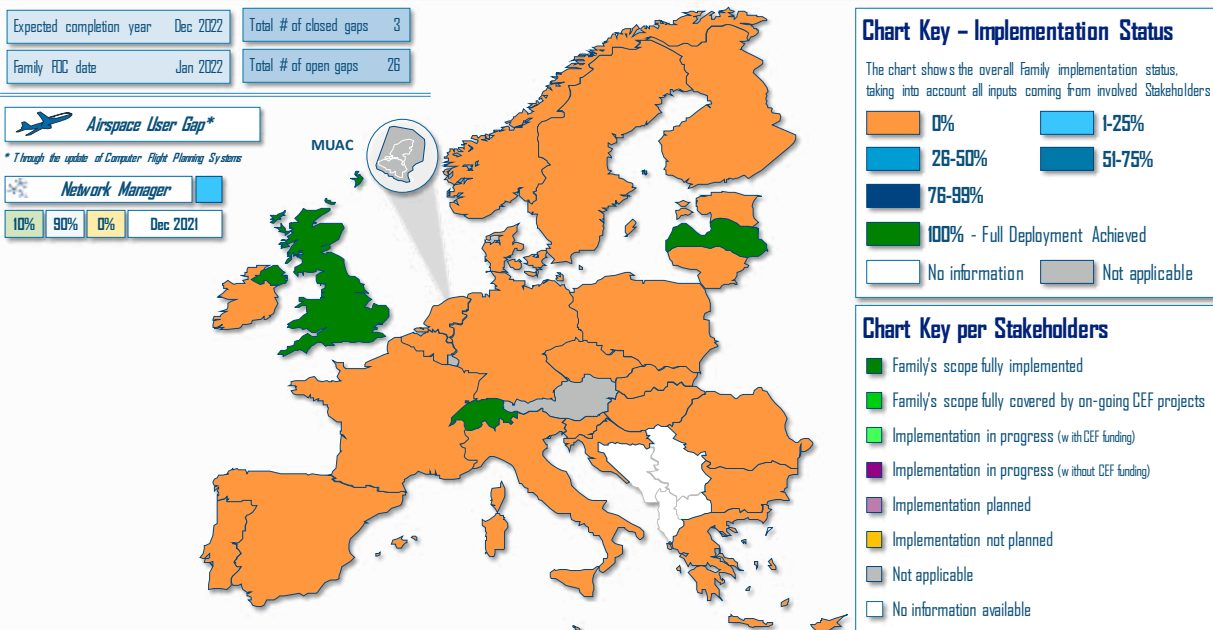 Expected completion year Dec 2022
Total # of closed gaps 3
Family FOC date Jan 2022
Total # of open gaps 26
Airspace User Gap*
* Through the update of Computer Flight Planning Systems
Network Manager
10% 90% 0% Dec 2021
MUAC
Chart Key – Implementation Status
The chart shows the overall Family implementation status,
taking into account all inputs coming from involved Stakeholders
0% 1-25%
26-50% 51-75%
76-99%
100% - Full Deployment Achieved
No information Not applicable
Chart Key per Stakeholders
Family's scope fully implemented
Family's scope fully covered by on-going CEF projects
Implementation in progress (with CEF funding)
Implementation in progress (without CEF funding)
Implementation planned
Implementation not planned
Not applicable
No information available